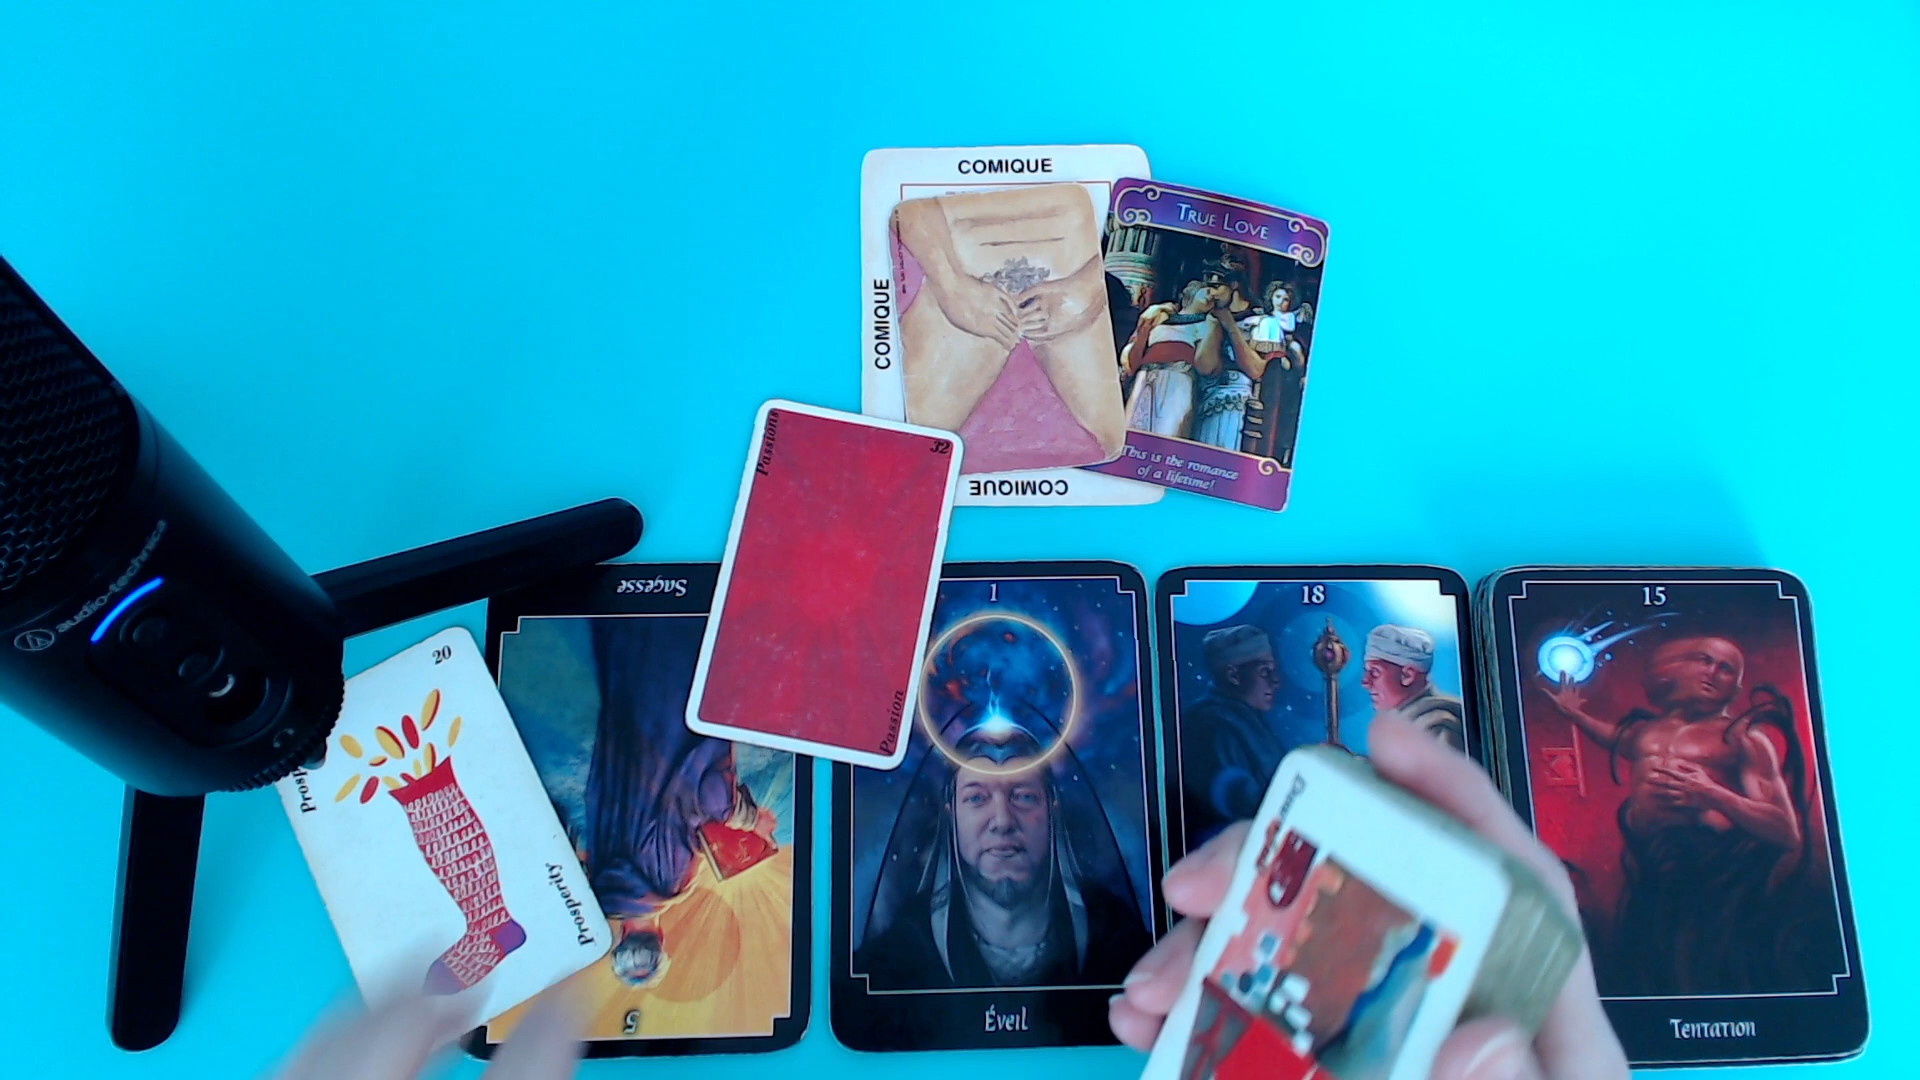 COMIQUE
COMIQUE
COMIQUE
TRUE LOVE
This is the romance
of a lifetime!
Passions
32
Passion
audio-technica
20
Prosperity
Sagesse
5
1
Éveil
18
15
Tentation